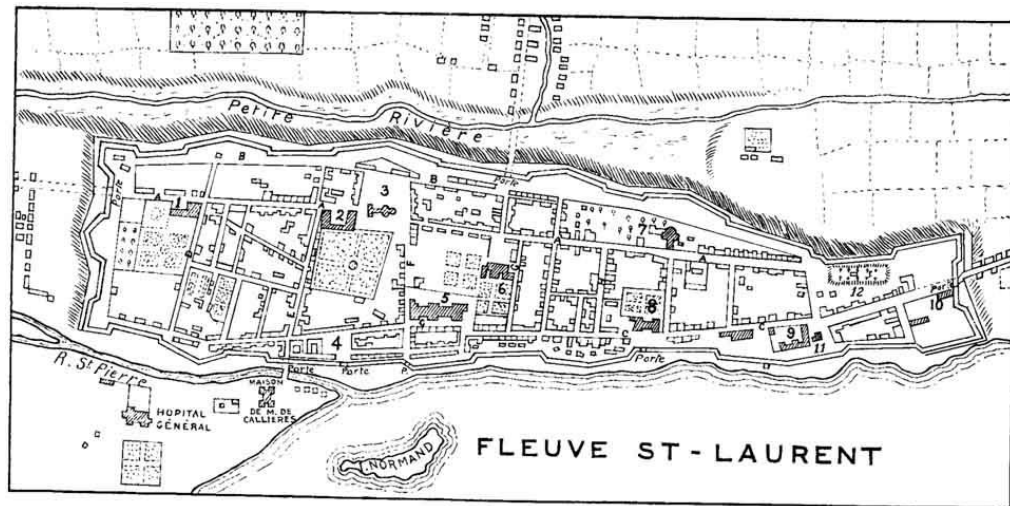 Petite Rivière
B
B
Porte
Porte
A
1
2
3
7
A
A
F
6
5
G
8
12
Porte
10
E
4
C
C
9
11
Porte
Porte
P.
Porte
R. St. Pierre
MAISON
DE M. DE
CALLIÈRES
HOPITAL
GÉNÉRAL
I. NORMAND
FLEUVE ST-LAURENT